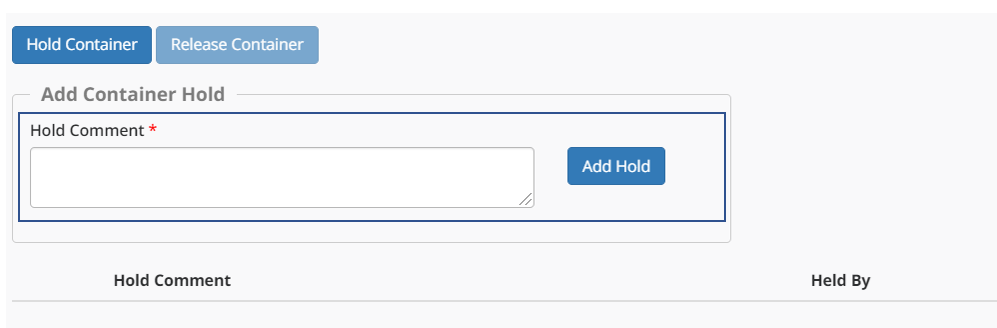 Hold Container Release Container
Add Container Hold
Hold Comment *
Add Hold
Hold Comment Held By